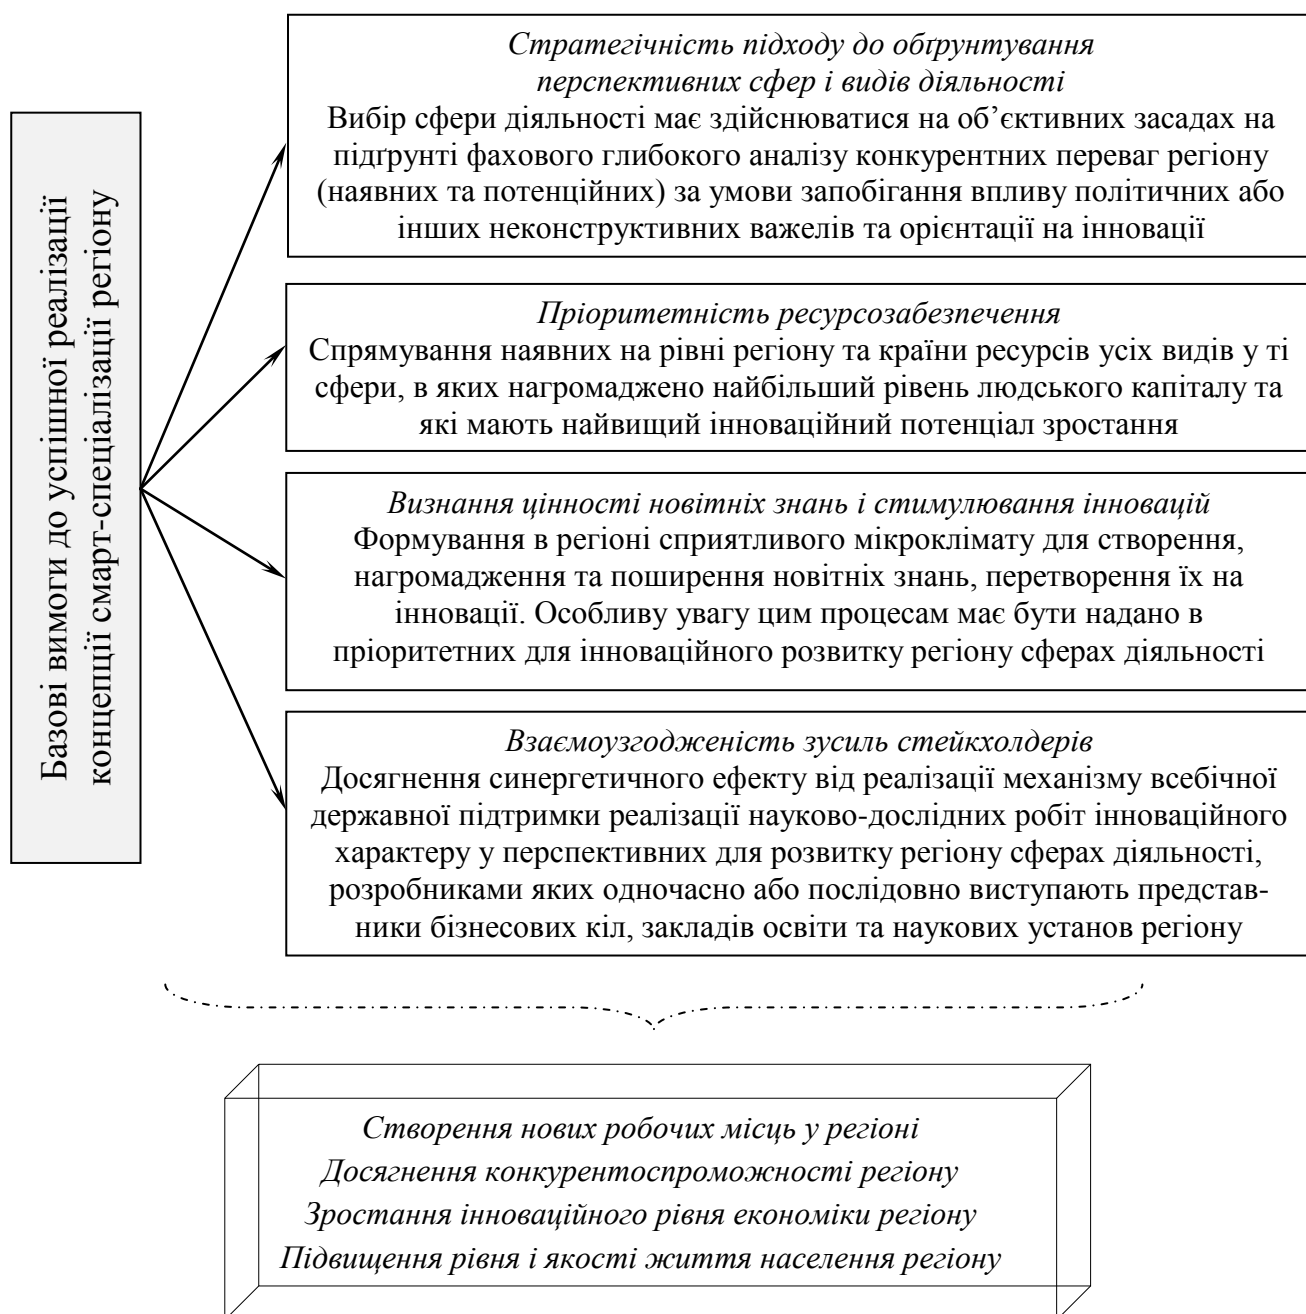 Базові вимоги до успішної реалізації
концепції смарт-спеціалізації регіону
Стратегічність підходу до обґрунтування
перспективних сфер і видів діяльності
Вибір сфери діяльності має здійснюватися на об’єктивних засадах на
підґрунті фахового глибокого аналізу конкурентних переваг регіону
(наявних та потенційних) за умови запобігання впливу політичних або
інших неконструктивних важелів та орієнтації на інновації
Пріоритетність ресурсозабезпечення
Спрямування наявних на рівні регіону та країни ресурсів усіх видів у ті
сфери, в яких нагромаджено найбільший рівень людського капіталу та
які мають найвищий інноваційний потенціал зростання
Визнання цінності новітніх знань і стимулювання інновацій
Формування в регіоні сприятливого мікроклімату для створення,
нагромадження та поширення новітніх знань, перетворення їх на
інновації. Особливу увагу цим процесам має бути надано в
пріоритетних для інноваційного розвитку регіону сферах діяльності
Взаємоузгодженість зусиль стейкхолдерів
Досягнення синергетичного ефекту від реалізації механізму всебічної
державної підтримки реалізації науково-дослідних робіт інноваційного
характеру у перспективних для розвитку регіону сферах діяльності,
розробниками яких одночасно або послідовно виступають представ-
ники бізнесових кіл, закладів освіти та наукових установ регіону
Створення нових робочих місць у регіоні
Досягнення конкурентоспроможності регіону
Зростання інноваційного рівня економіки регіону
Підвищення рівня і якості життя населення регіону